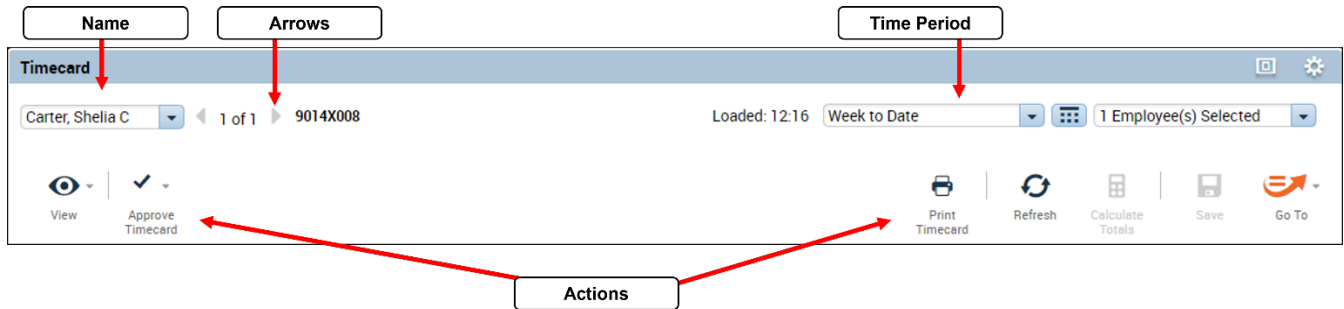 Name
Arrows
Time Period
Timecard
Carter, Shelia C
1 of 1
9014X008
Loaded: 12:16
Week to Date
1 Employee(s) Selected
View
Approve
Timecard
Print
Timecard
Refresh
Calculate
Totals
Save
Go To
Actions